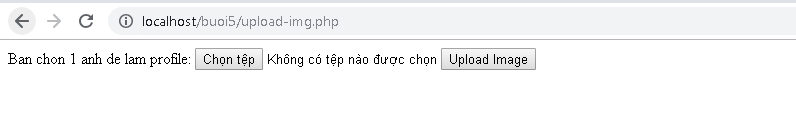 localhost/buoi5/upload-img.php
Ban chon 1 anh de lam profile: Chọn tệp Không có tệp nào được chọn Upload Image